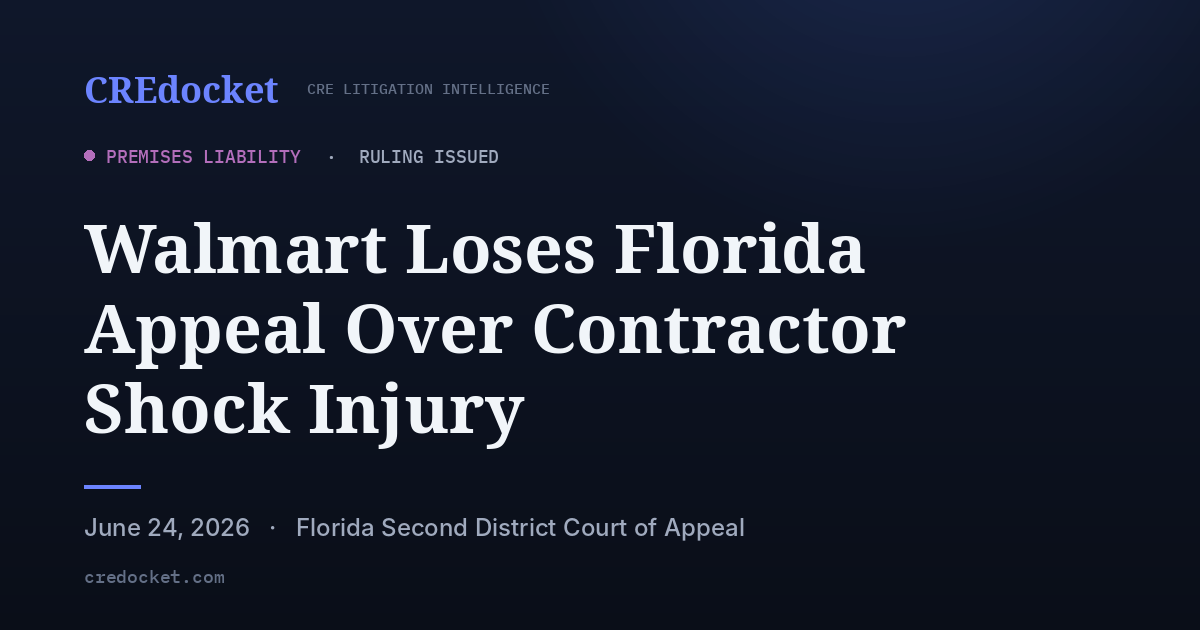 CREdocket CRE LITIGATION INTELLIGENCE
PREMISES LIABILITY · RULING ISSUED
Walmart Loses Florida
Appeal Over Contractor
Shock Injury
June 24, 2026 · Florida Second District Court of Appeal
credocket.com